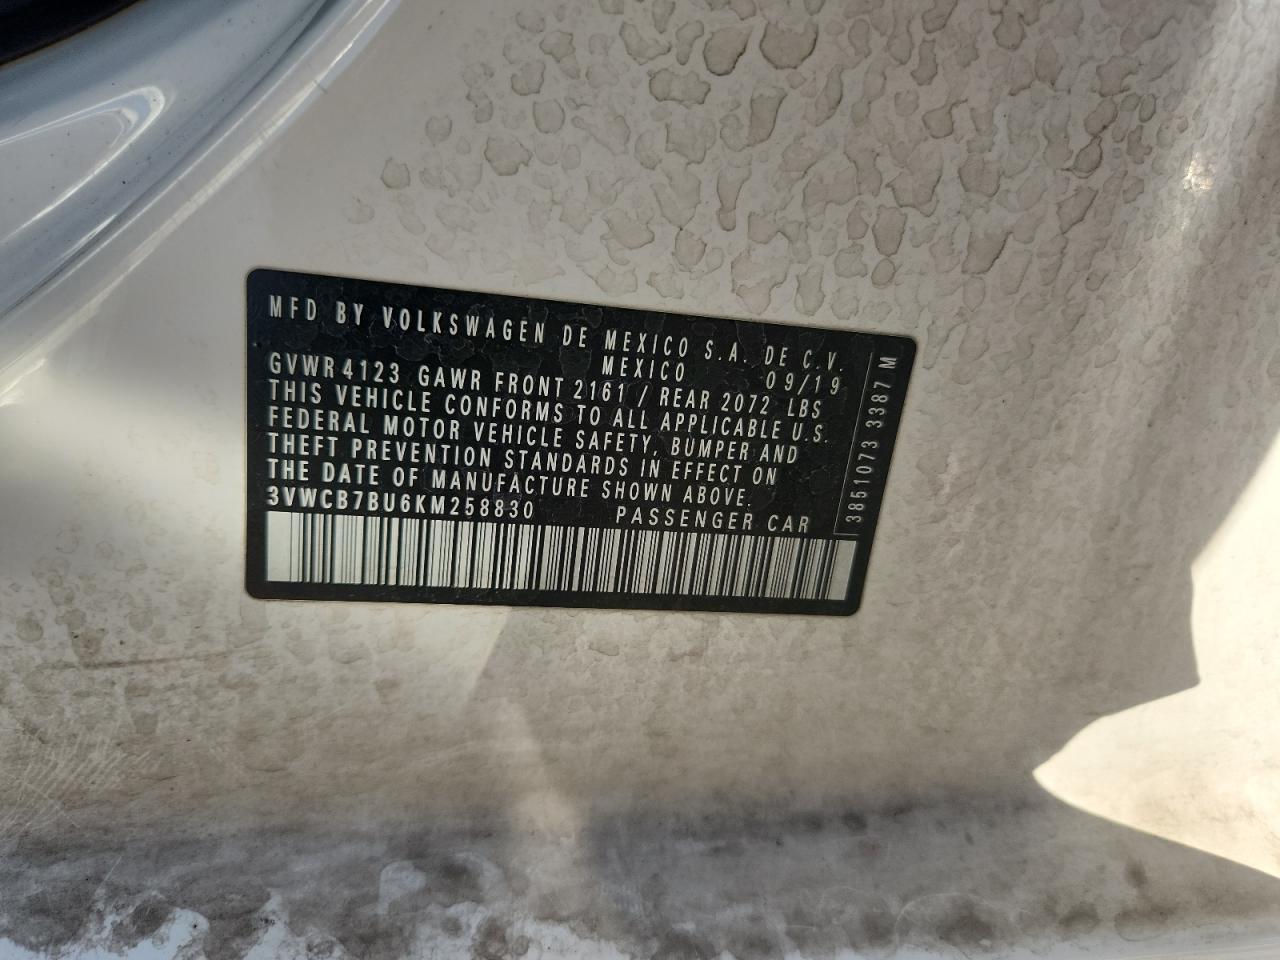 MFD BY VOLKSWAGEN DE MEXICO S.A. DE C.V.
MEXICO 09/19
GVWR 4123 GAWR FRONT 2161 / REAR 2072 LBS
THIS VEHICLE CONFORMS TO ALL APPLICABLE U.S.
FEDERAL MOTOR VEHICLE SAFETY, BUMPER AND
THEFT PREVENTION STANDARDS IN EFFECT ON
THE DATE OF MANUFACTURE SHOWN ABOVE.
3VWCB7BU6KM258830 PASSENGER CAR
3851073 3387 M